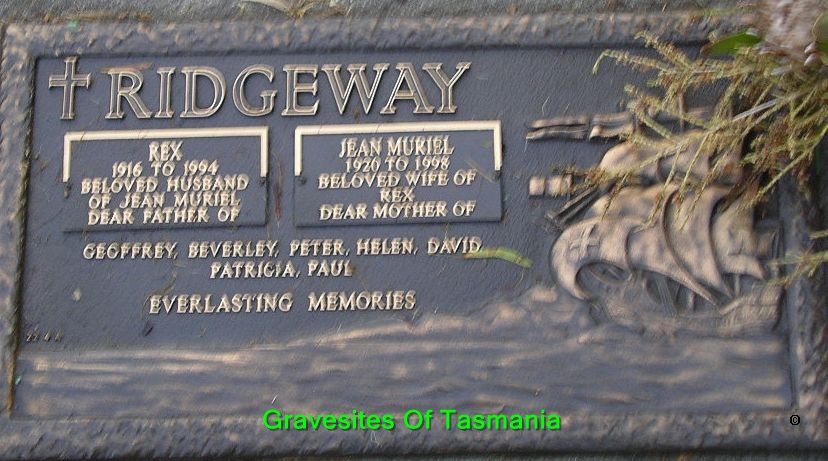 RIDGEWAY
REX
1916 TO 1994
BELOVED HUSBAND
OF JEAN MURIEL
DEAR FATHER OF
JEAN MURIEL
1920 TO 1998
BELOVED WIFE OF
REX
DEAR MOTHER OF
GEOFFREY, BEVERLEY, PETER, HELEN, DAVID
PATRICIA, PAUL
EVERLASTING MEMORIES
Gravesites Of Tasmania
©